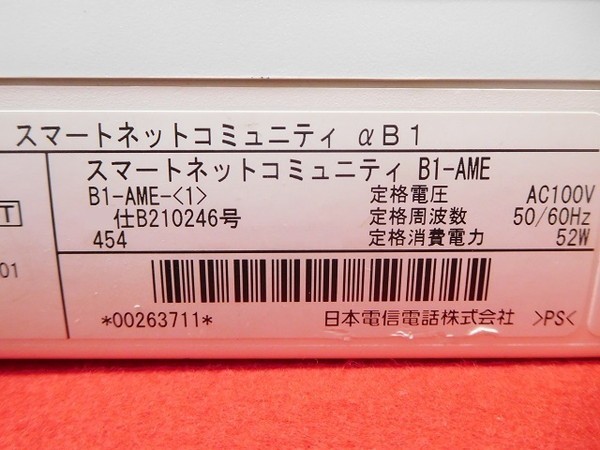 スマートネットコミュニティ αB1
スマートネットコミュニティ B1-AME
B1-AME-<1>
仕B210246号
454
定格電圧 AC100V
定格周波数 50/60Hz
定格消費電力 52W
T
01
*00263711*
日本電信電話株式会社 >PS<